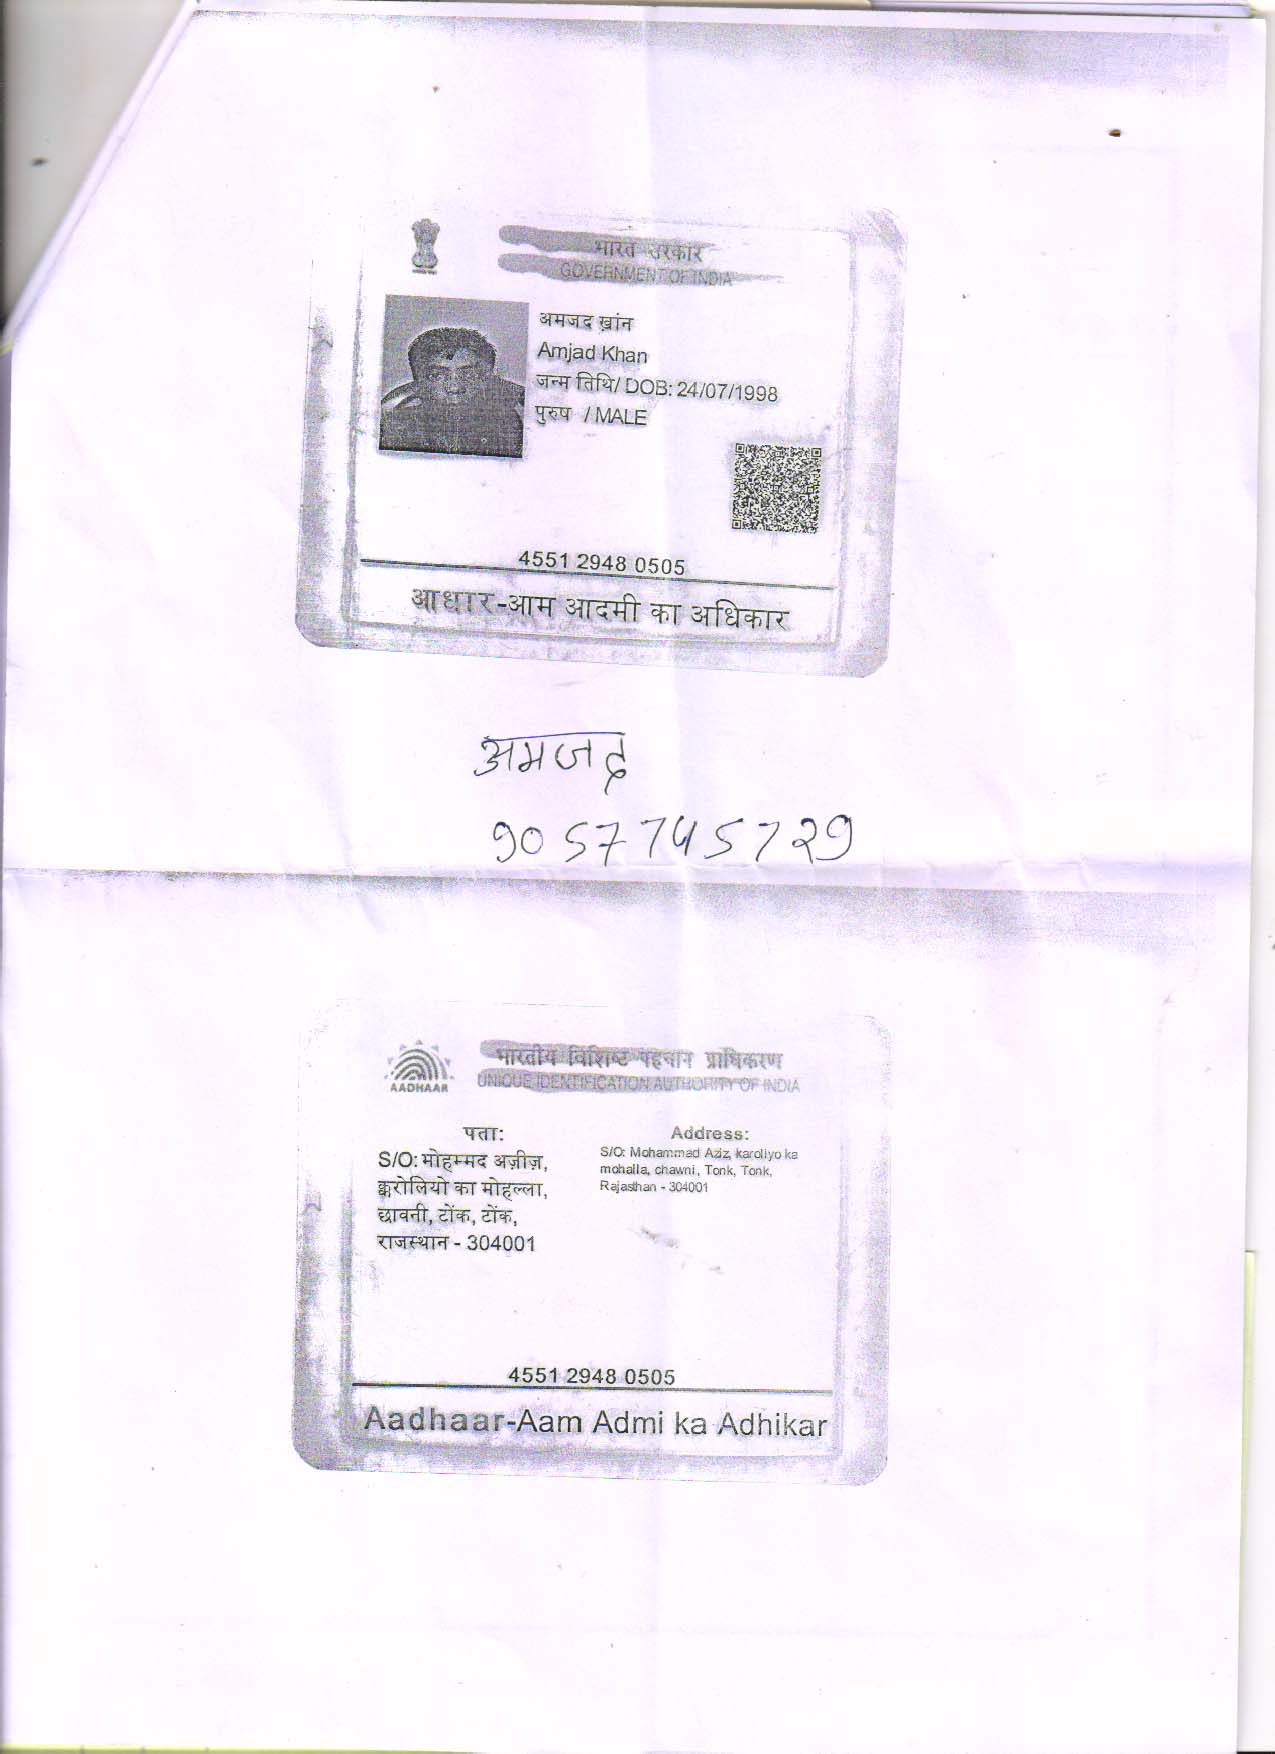 भारत सरकार
GOVERNMENT OF INDIA
अमजद ख़ांन
Amjad Khan
जन्म तिथि/ DOB: 24/07/1998
पुरुष / MALE
4551 2948 0505
आधार-आम आदमी का अधिकार
अमजद
9057745729
भारतीय विशिष्ट पहचान प्राधिकरण
AADHAAR
UNIQUE IDENTIFICATION AUTHORITY OF INDIA
पता:
S/O: मोहम्मद अज़ीज़,
क़रोलियो का मोहल्ला,
छावनी, टोंक, टोंक,
राजस्थान - 304001
Address:
S/O: Mohammad Aziz, karoliyo ka
mohalla, chawni, Tonk, Tonk,
Rajasthan - 304001
4551 2948 0505
Aadhaar-Aam Admi ka Adhikar